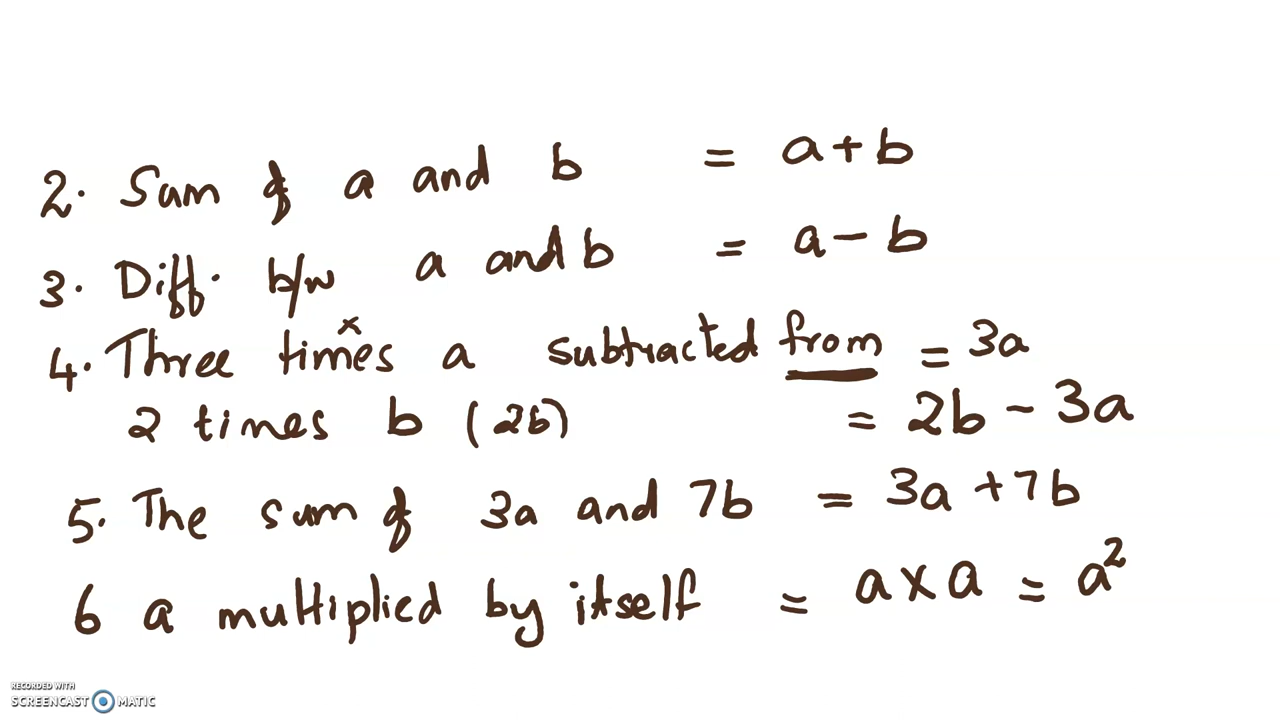 2. Sum of a and b = a + b
3. Diff. b/w a and b = a - b
x
4. Three times a subtracted from = 3a
2 times b (2b) = 2b - 3a
5. The sum of 3a and 7b = 3a + 7b
6 a multiplied by itself = a x a = a²
RECORDED WITH
SCREENCAST MATIC